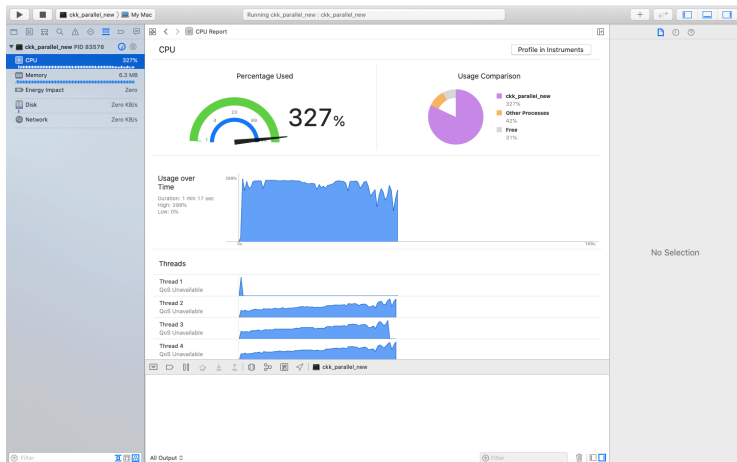 ckk_parallel_new
My Mac
Running ckk_parallel_new : ckk_parallel_new
ckk_parallel_new PID 83576
CPU 327%
Memory 6.3 MB
Energy Impact Zero
Disk Zero KB/s
Network Zero KB/s
Filter
CPU Report
CPU
Profile in Instruments
Percentage Used
327%
Usage Comparison
ckk_parallel_new
327%
Other Processes
42%
Free
31%
Usage over
Time
Duration: 1 min 17 sec
High: 399%
Low: 0%
399%
0s
Threads
Thread 1
QoS Unavailable
Thread 2
QoS Unavailable
Thread 3
QoS Unavailable
Thread 4
QoS Unavailable
ckk_parallel_new
All Output
Filter
No Selection